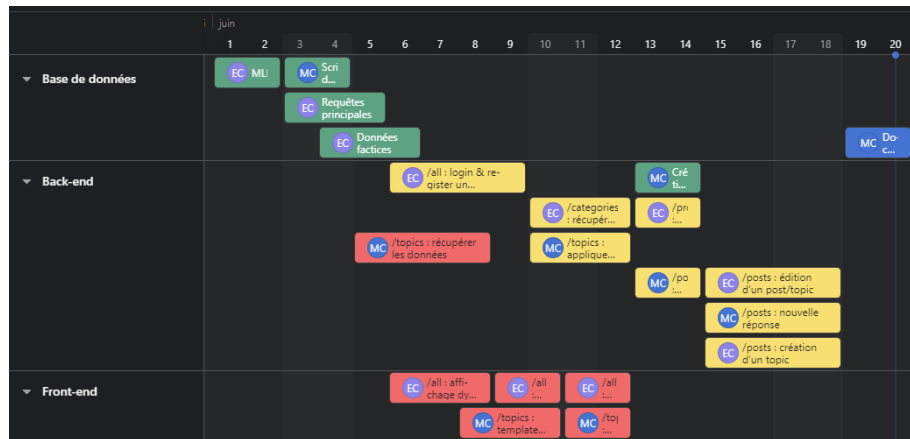 juin
1 2 3 4 5 6 7 8 9 10 11 12 13 14 15 16 17 18 19 20
Base de données
EC
MC Scri
d...
EC Requêtes
principales
EC Données
factices
MC Do-
c...
Back-end
EC /all : login & re-
gister un...
MC Cré
ti...
EC /categories
: récupér...
EC :...
MC /topics : récupérer
les données
MC /topics :
applique...
MC /po
:...
EC /posts : édition
d'un post/topic
MC /posts : nouvelle
réponse
EC /posts : création
d'un topic
Front-end
EC /all : affi-
chage dy...
EC /all
:...
EC /all
:...
MC /topics :
template...
MC :...